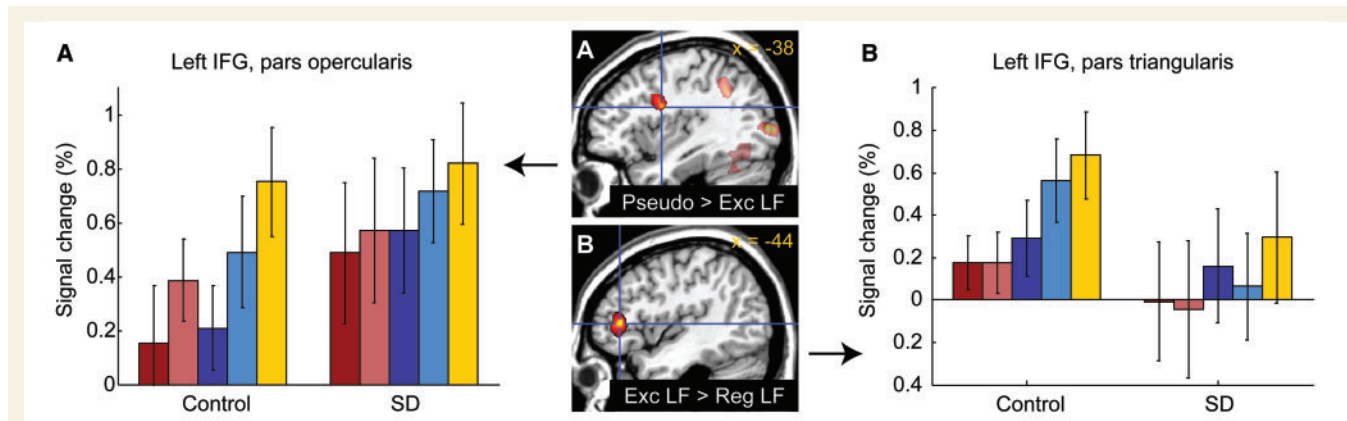 A
Left IFG, pars opercularis
Signal change (%)
1
0.8
0.6
0.4
0.2
0
Control SD
A
x = -38
Pseudo > Exc LF
B
x = -44
Exc LF > Reg LF
B
Left IFG, pars triangularis
Signal change (%)
1
0.8
0.6
0.4
0.2
0
0.2
0.4
Control SD